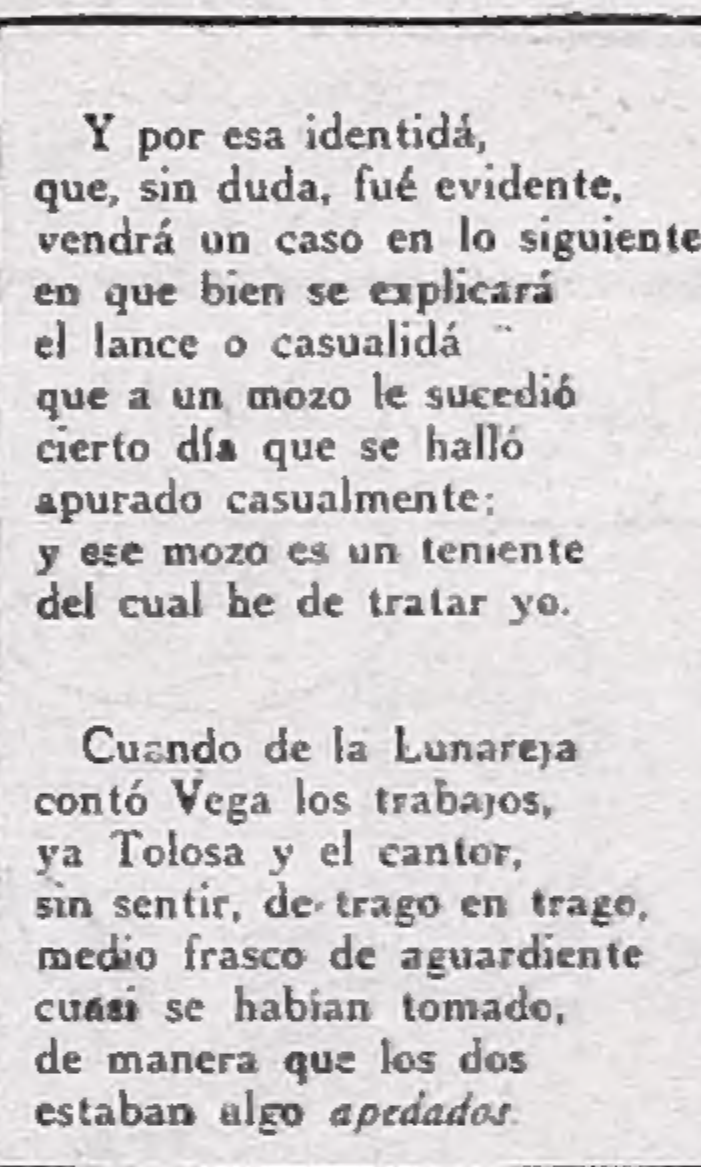 Y por esa identidá,
que, sin duda, fué evidente,
vendrá un caso en lo siguiente
en que bien se explicará
el lance o casualidá
que a un mozo le sucedió
cierto día que se halló
apurado casualmente;
y ese mozo es un teniente
del cual he de tratar yo.
Cuando de la Lunareja
contó Vega los trabajos,
ya Tolosa y el cantor,
sin sentir, de trago en trago,
medio frasco de aguardiente
cuasi se habían tomado,
de manera que los dos
estaban algo apedados.